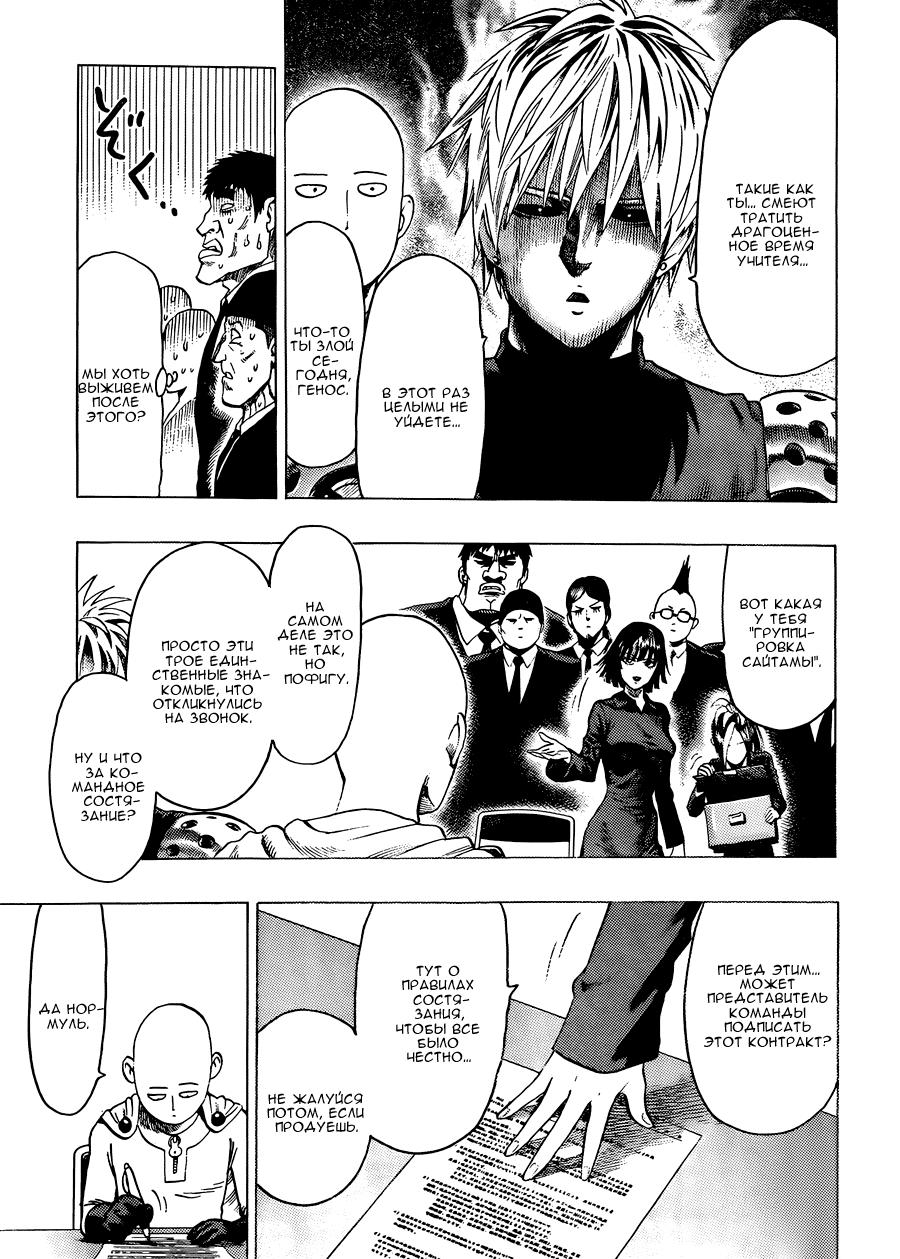 ТАКИЕ КАК
ТЫ... СМЕЮТ
ТРАТИТЬ
ДРАГОЦЕН-
НОЕ ВРЕМЯ
УЧИТЕЛЯ...
В ЭТОТ РАЗ
ЦЕЛЫМИ НЕ
УЙДЕТЕ...
ЧТО-ТО
ТЫ ЗЛОЙ
СЕ-
ГОДНЯ,
ГЕНОС.
ぞく
МЫ ХОТЬ
ВЫЖИВЕМ
ПОСЛЕ
ЭТОГО?
ВОТ КАКАЯ
У ТЕБЯ
"ГРУППИ-
РОВКА
САЙТАМЫ".
НА
САМОМ
ДЕЛЕ ЭТО
НЕ ТАК,
НО
ПОФИГУ.
ПРОСТО ЭТИ
ТРОЕ ЕДИН-
СТВЕННЫЕ ЗНА-
КОМЫЕ, ЧТО
ОТКЛИКНУЛИСЬ
НА ЗВОНОК.
НУ И ЧТО
ЗА КО-
МАНДНОЕ
СОСТЯ-
ЗАНИЕ?
ПЕРЕД ЭТИМ...
МОЖЕТ
ПРЕДСТАВИТЕЛЬ
КОМАНДЫ
ПОДПИСАТЬ
ЭТОТ КОНТРАКТ?
ТУТ О
ПРАВИЛАХ
СОСТЯ-
ЗАНИЯ,
ЧТОБЫ ВСЕ
БЫЛО
ЧЕСТНО...
НЕ ЖАЛУЙСЯ
ПОТОМ, ЕСЛИ
ПРОДУЕШЬ.
ДА НОР-
МУЛЬ.